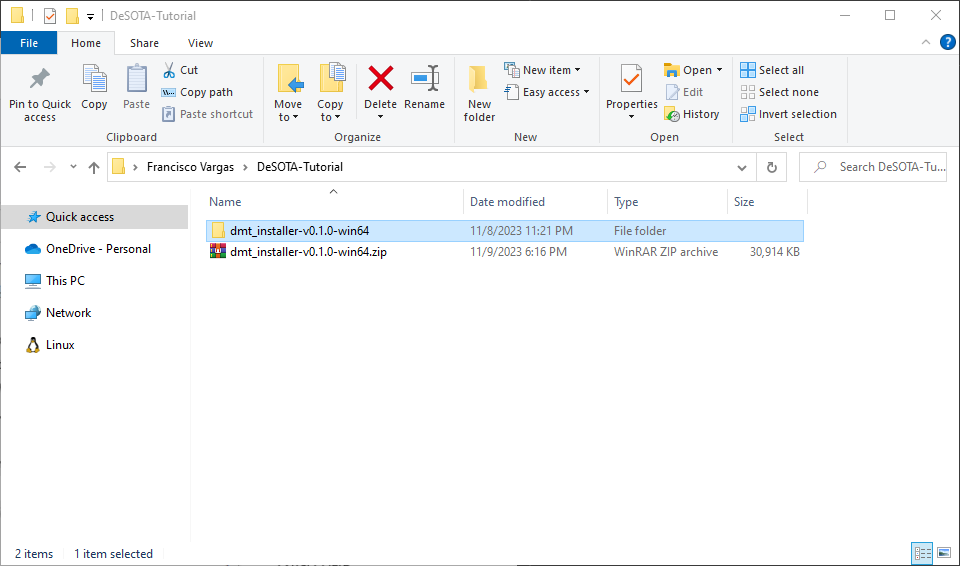 DeSOTA-Tutorial
File Home Share View
Pin to Quick access
Copy
Paste
Cut
Copy path
Paste shortcut
Clipboard
Move to
Copy to
Delete
Rename
Organize
New folder
New item
Easy access
New
Properties
Open
Edit
History
Open
Select all
Select none
Invert selection
Select
Francisco Vargas > DeSOTA-Tutorial
Search DeSOTA-Tu...
Quick access
OneDrive - Personal
This PC
Network
Linux
Name Date modified Type Size
dmt_installer-v0.1.0-win64 11/8/2023 11:21 PM File folder
dmt_installer-v0.1.0-win64.zip 11/9/2023 6:16 PM WinRAR ZIP archive 30,914 KB
2 items 1 item selected